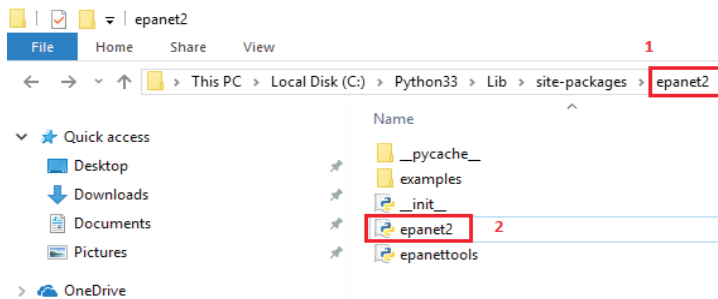 epanet2
File Home Share View
1
This PC > Local Disk (C:) > Python33 > Lib > site-packages > epanet2
Name
Quick access
Desktop
Downloads
Documents
Pictures
OneDrive
__pycache__
examples
__init__
epanet2 2
epanettools